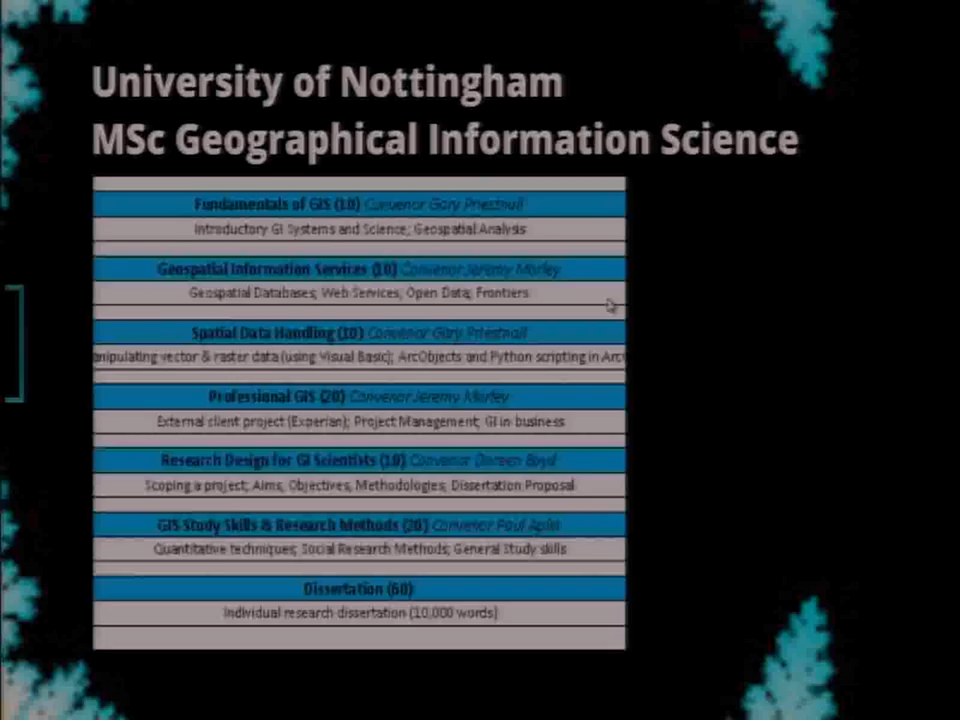 University of Nottingham
MSc Geographical Information Science
Fundamentals of GIS (10) Convenor Gary Priestnall
Introductory GI Systems and Science; Geospatial Analysis
Geospatial Information Services (10) Convenor Jeremy Morley
Geospatial Databases; Web Services; Open Data; Frontiers
Spatial Data Handling (10) Convenor Gary Priestnall
anipulating vector & raster data (using Visual Basic); ArcObjects and Python scripting in Arc
Professional GIS (20) Convenor Jeremy Morley
External client project (Experian); Project Management; GI in business
Research Design for GI Scientists (10) Convenor Doreen Boyd
Scoping a project; Aims, Objectives, Methodologies; Dissertation Proposal
GIS Study Skills & Research Methods (20) Convenor Paul Aplin
Quantitative techniques; Social Research Methods; General Study skills
Dissertation (60)
Individual research dissertation (10,000 words)